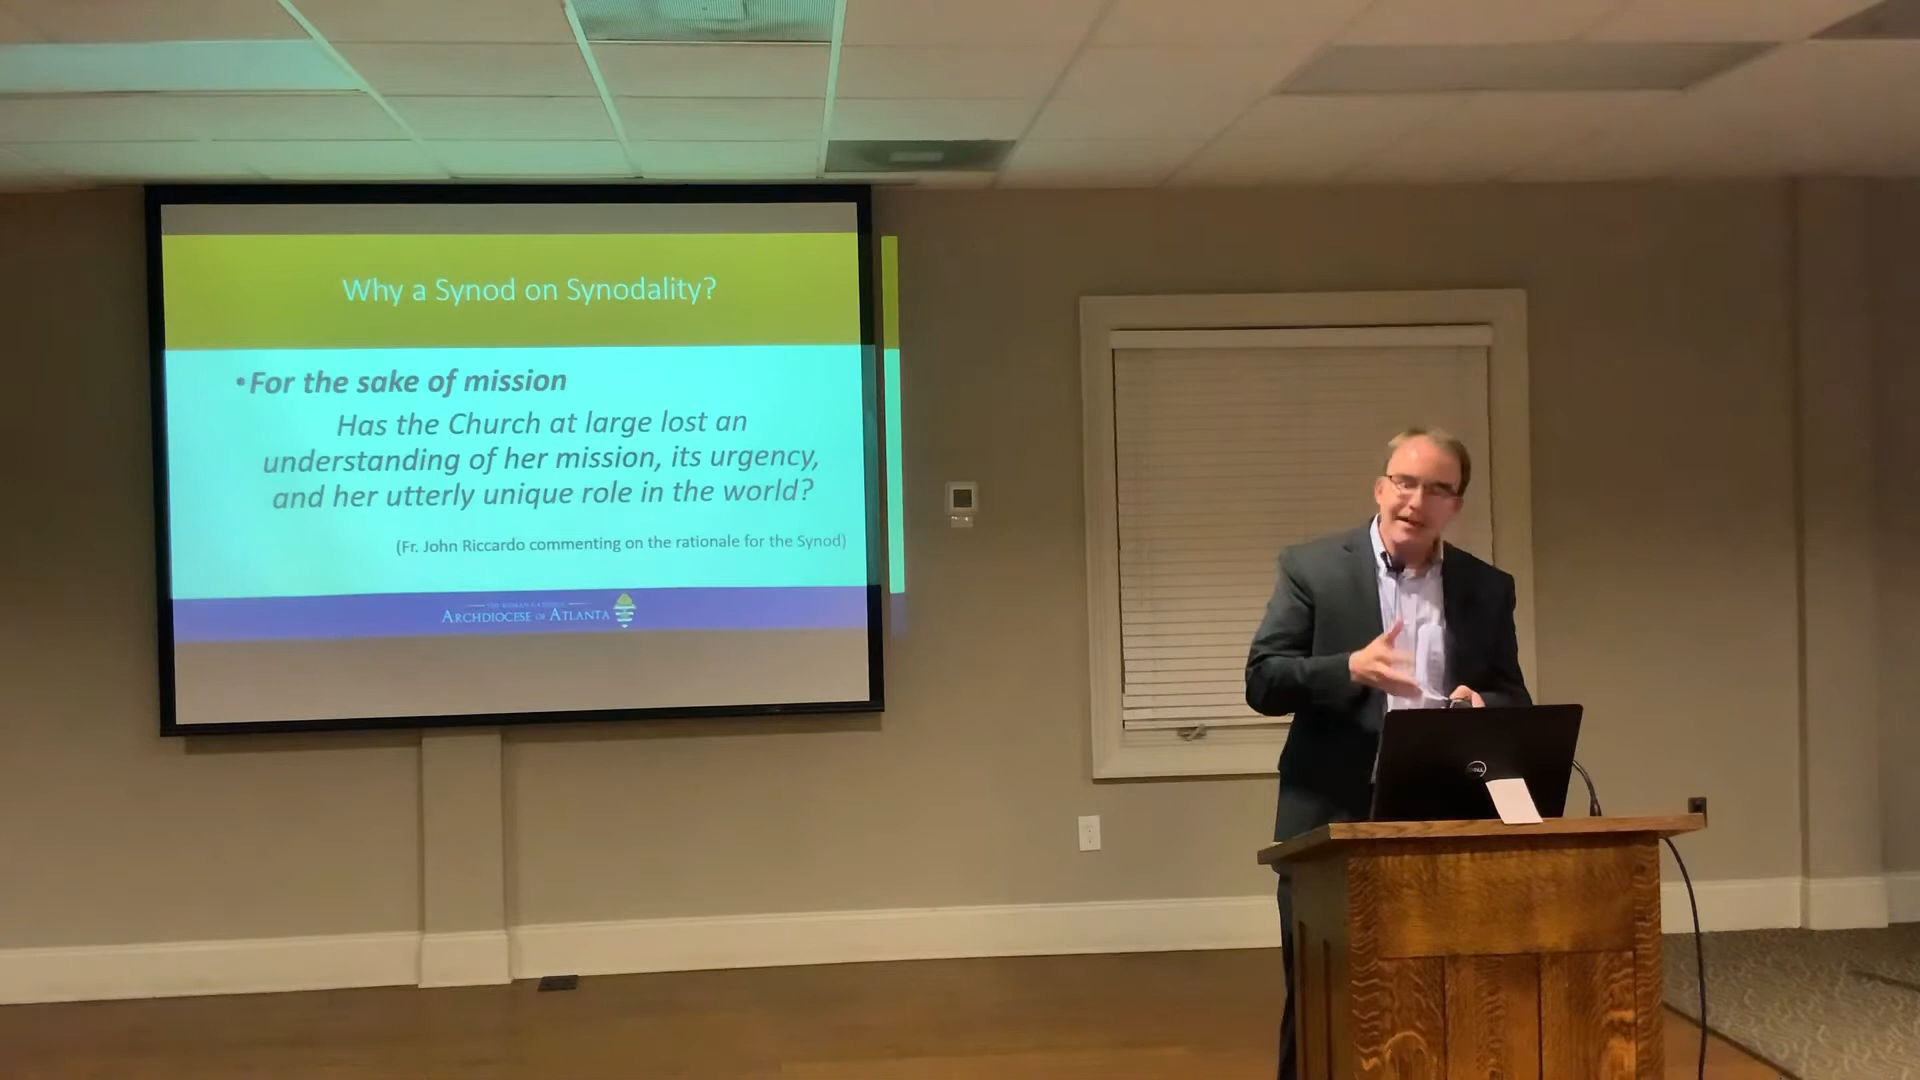 Why a Synod on Synodality?
•For the sake of mission
Has the Church at large lost an
understanding of her mission, its urgency,
and her utterly unique role in the world?
(Fr. John Riccardo commenting on the rationale for the Synod)
ARCHDIOCESE OF ATLANTA
DELL